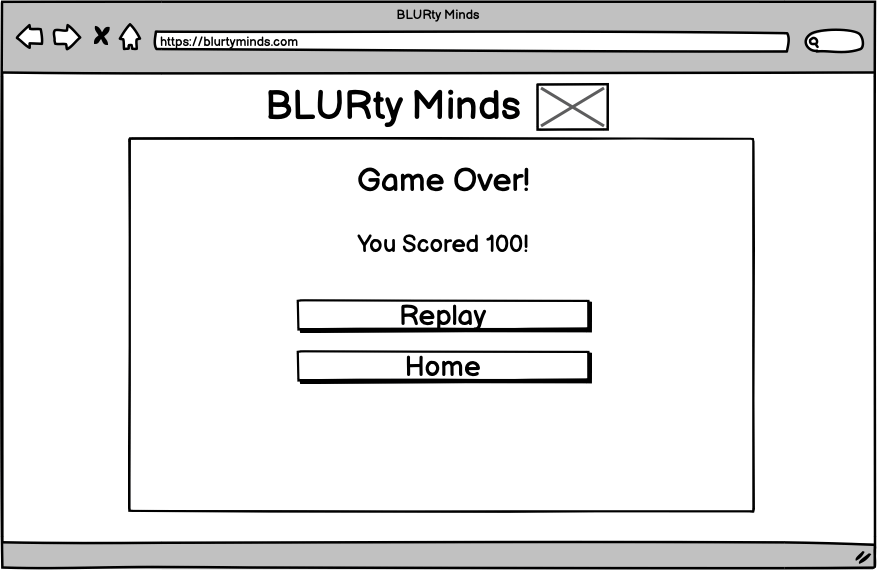 BLURty Minds
https://blurtyminds.com
BLURty Minds
Game Over!
You Scored 100!
Replay
Home